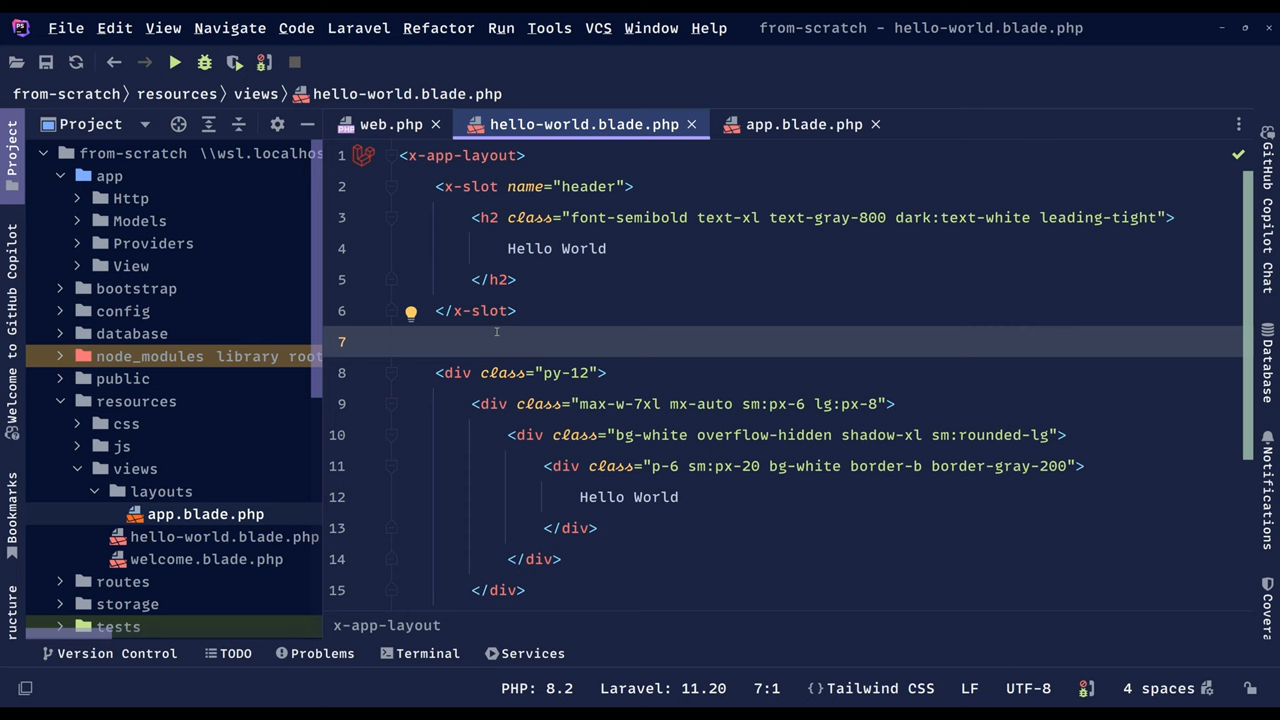 PS File Edit View Navigate Code Laravel Refactor Run Tools VCS Window Help from-scratch - hello-world.blade.php
from-scratch resources views hello-world.blade.php
Project
web.php hello-world.blade.php app.blade.php
from-scratch \\wsl.localhos
app
Http
Models
Providers
View
bootstrap
config
database
node_modules library root
public
resources
css
js
views
layouts
app.blade.php
hello-world.blade.php
welcome.blade.php
routes
storage
tests
1 <x-app-layout>
2 <x-slot name="header">
3 <h2 class="font-semibold text-xl text-gray-800 dark:text-white leading-tight">
4 Hello World
5 </h2>
6 </x-slot>
7
8 <div class="py-12">
9 <div class="max-w-7xl mx-auto sm:px-6 lg:px-8">
10 <div class="bg-white overflow-hidden shadow-xl sm:rounded-lg">
11 <div class="p-6 sm:px-20 bg-white border-b border-gray-200">
12 Hello World
13 </div>
14 </div>
15 </div>
x-app-layout
Project
Welcome to GitHub Copilot
Bookmarks
ructure
GitHub Copilot Chat
Database
Notifications
Covera
Version Control TODO Problems Terminal Services
PHP: 8.2 Laravel: 11.20 7:1 {} Tailwind CSS LF UTF-8 4 spaces